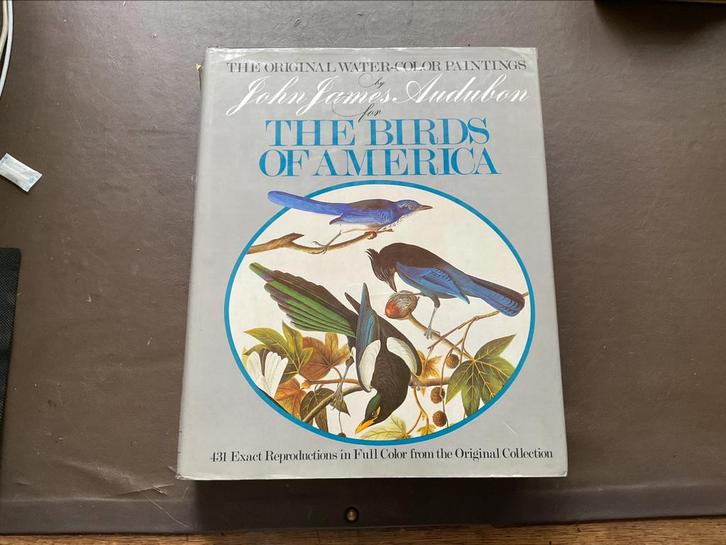 THE ORIGINAL WATER-COLOR PAINTINGS
by
John James Audubon
for
THE BIRDS
OF AMERICA
431 Exact Reproductions in Full Color from the Original Collection